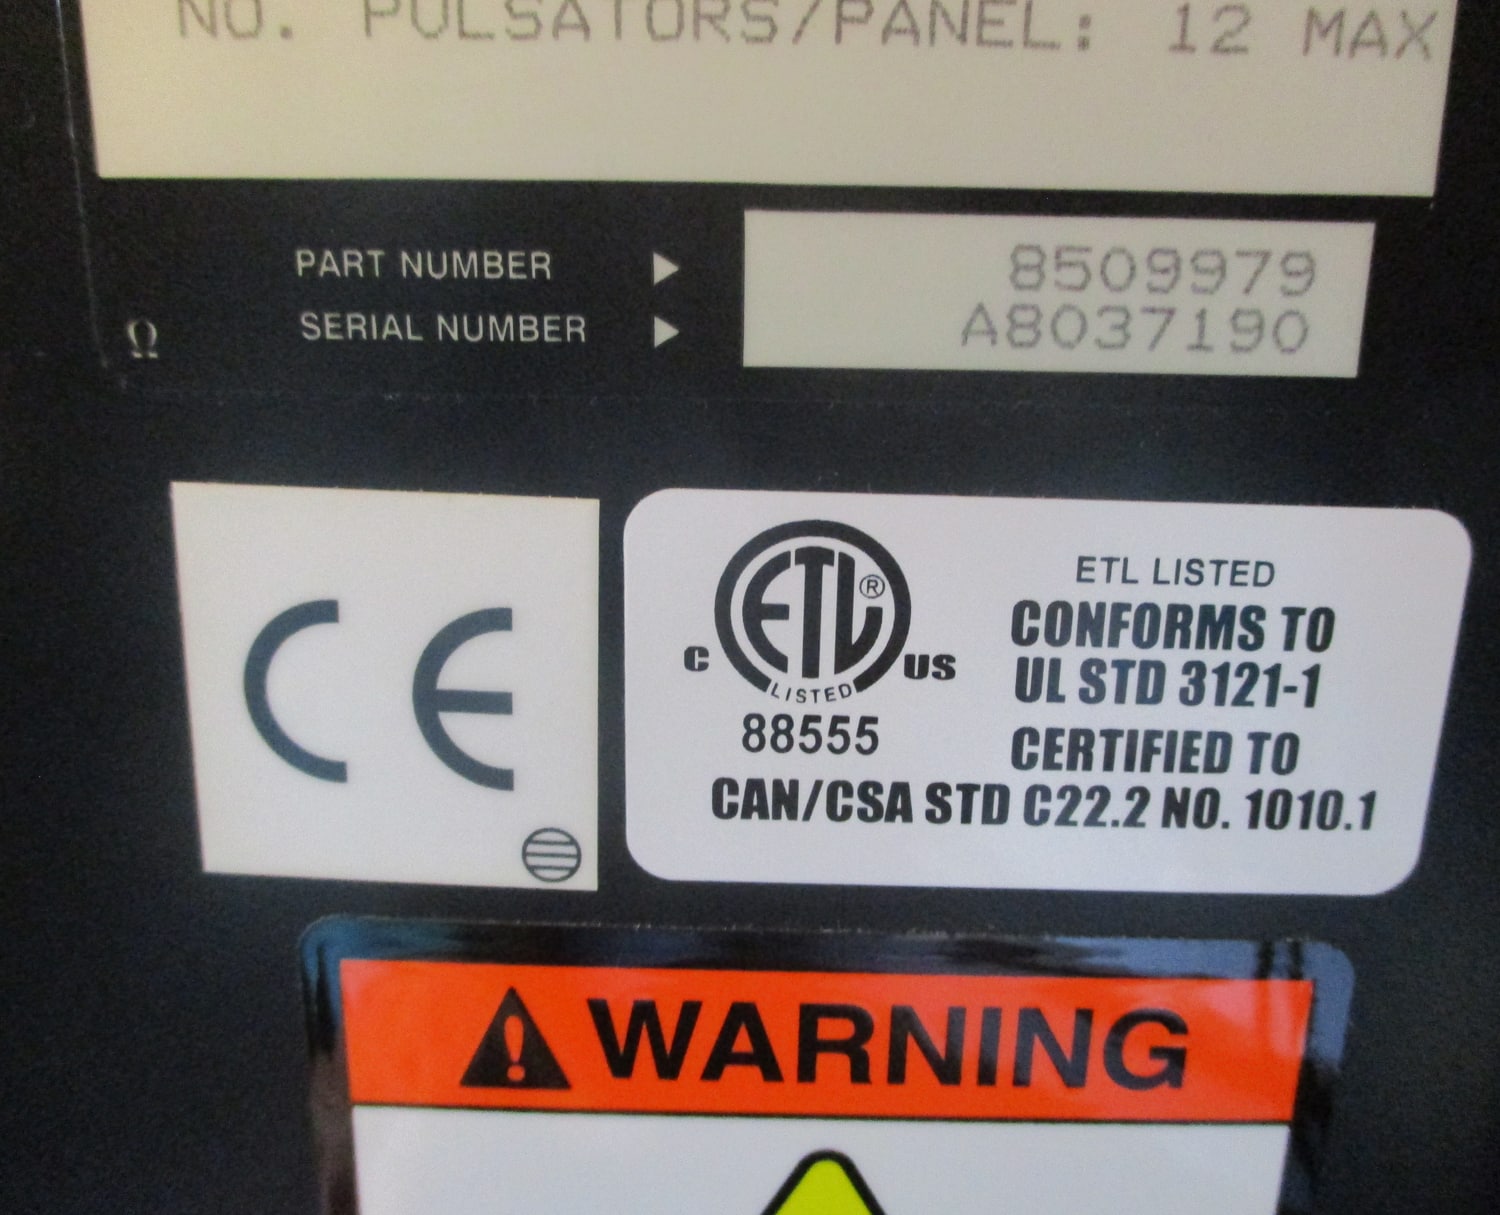 NO. PULSATORS/PANEL: 12 MAX
PART NUMBER ▶ 8509979
SERIAL NUMBER ▶ A8037190
Ω
CE
ETL®
C US
LISTED
88555
ETL LISTED
CONFORMS TO
UL STD 3121-1
CERTIFIED TO
CAN/CSA STD C22.2 NO. 1010.1
WARNING